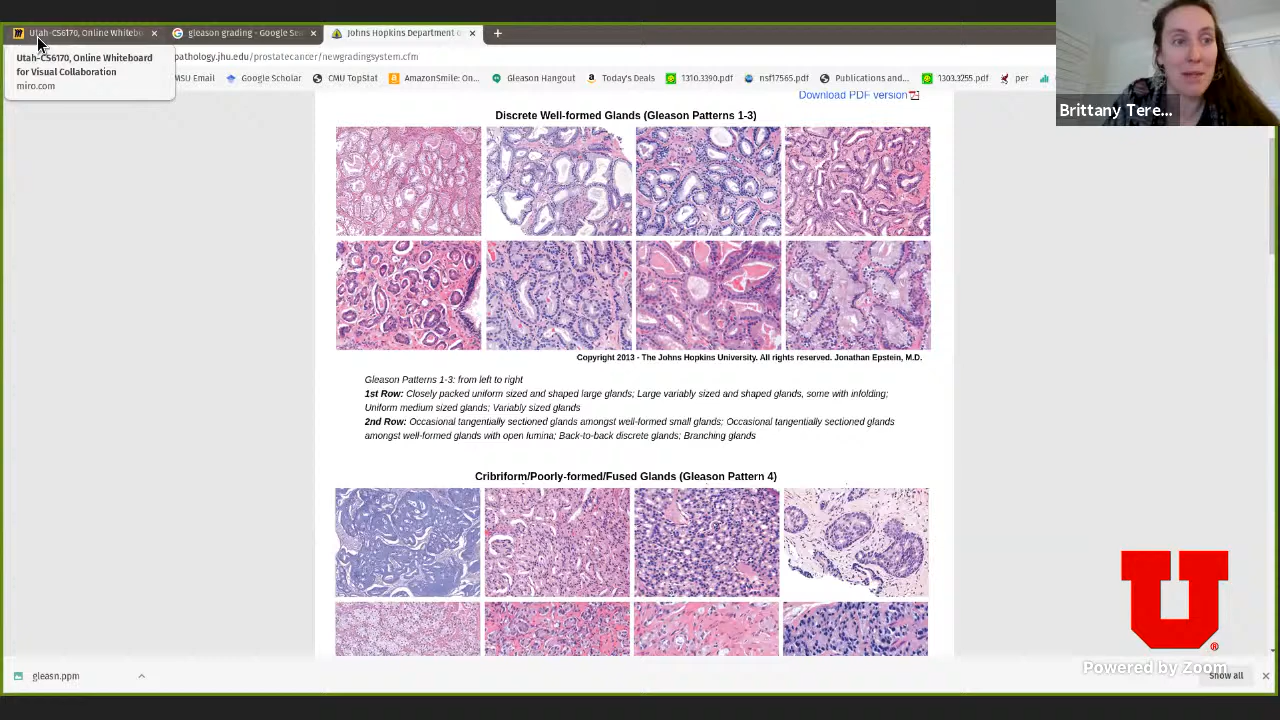 Utah-CS6170, Online Whitebo
gleason grading - Google Sea
Johns Hopkins Department o
Utah-CS6170, Online Whiteboard
for Visual Collaboration
miro.com
pathology.jhu.edu/prostatecancer/newgradingsystem.cfm
MSU Email
Google Scholar
CMU TopStat
AmazonSmile: On...
Gleason Hangout
Today's Deals
1310.3390.pdf
nsf17565.pdf
Publications and...
1303.3255.pdf
per
Brittany Tere...
Download PDF version
Discrete Well-formed Glands (Gleason Patterns 1-3)
Copyright 2013 - The Johns Hopkins University. All rights reserved. Jonathan Epstein, M.D.
Gleason Patterns 1-3: from left to right
1st Row: Closely packed uniform sized and shaped large glands; Large variably sized and shaped glands, some with infolding;
Uniform medium sized glands; Variably sized glands
2nd Row: Occasional tangentially sectioned glands amongst well-formed small glands; Occasional tangentially sectioned glands
amongst well-formed glands with open lumina; Back-to-back discrete glands; Branching glands
Cribriform/Poorly-formed/Fused Glands (Gleason Pattern 4)
U
Powered by Zoom
gleasn.ppm
Show all